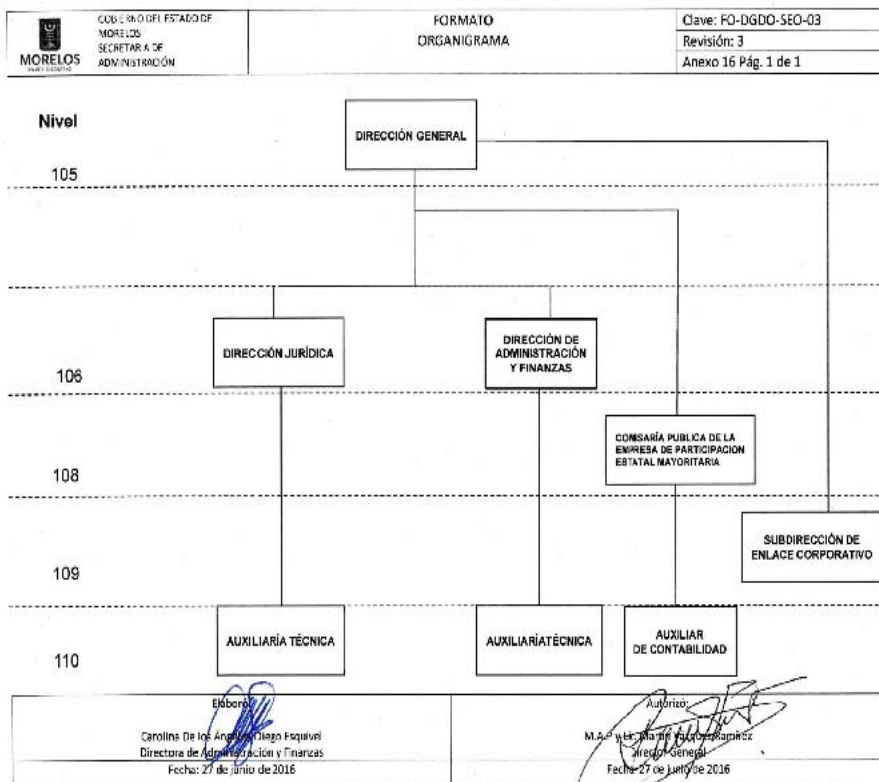 GOBIERNO DEL ESTADO DE
MORELOS
SECRETARÍA DE
ADMINISTRACIÓN
MORELOS
FORMATO
ORGANIGRAMA
Clave: FO-DGDO-SEO-03
Revisión: 3
Anexo 16 Pág. 1 de 1
Nivel
DIRECCIÓN GENERAL
105
DIRECCIÓN JURÍDICA
DIRECCIÓN DE
ADMINISTRACIÓN
Y FINANZAS
106
COMISARÍA PUBLICA DE LA
EMPRESA DE PARTICIPACION
ESTATAL MAYORITARIA
108
SUBDIRECCIÓN DE
ENLACE CORPORATIVO
109
AUXILIARÍA TÉCNICA
AUXILIARÍATÉCNICA
AUXILIAR
DE CONTABILIDAD
110
Elaboró
Carolina De los Angeles Diego Esquivel
Directora de Administración y Finanzas
Fecha: 27 de junio de 2016
Autorizó:
M.A.P y Martín Vázquez Ramírez
Director General
Fecha 27 de junio de 2016